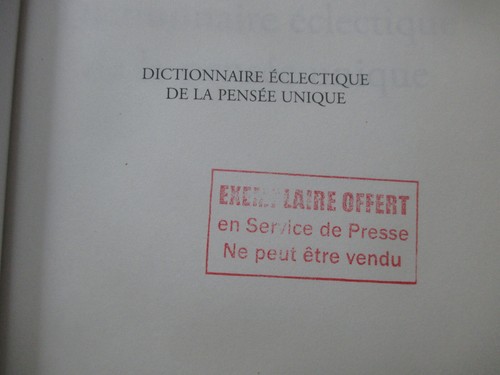 DICTIONNAIRE ÉCLECTIQUE
DE LA PENSÉE UNIQUE
EXEMPLAIRE OFFERT
en Service de Presse
Ne peut être vendu